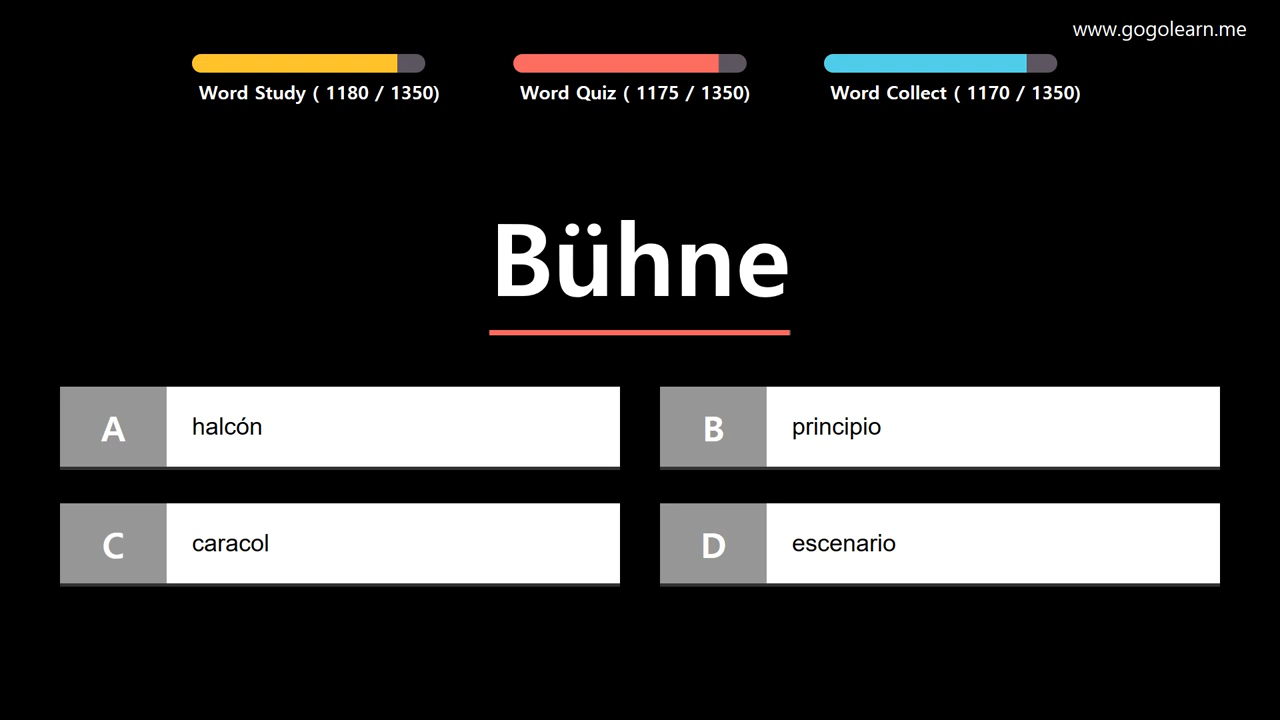 www.gogolearn.me
Word Study ( 1180 / 1350)
Word Quiz ( 1175 / 1350)
Word Collect ( 1170 / 1350)
Bühne
A halcón
B principio
C caracol
D escenario